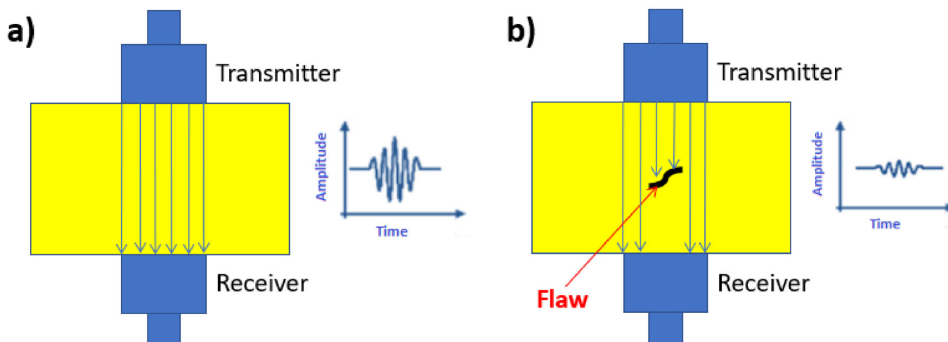 a)
Transmitter
Amplitude
Time
Receiver
b)
Transmitter
Amplitude
Time
Flaw
Receiver